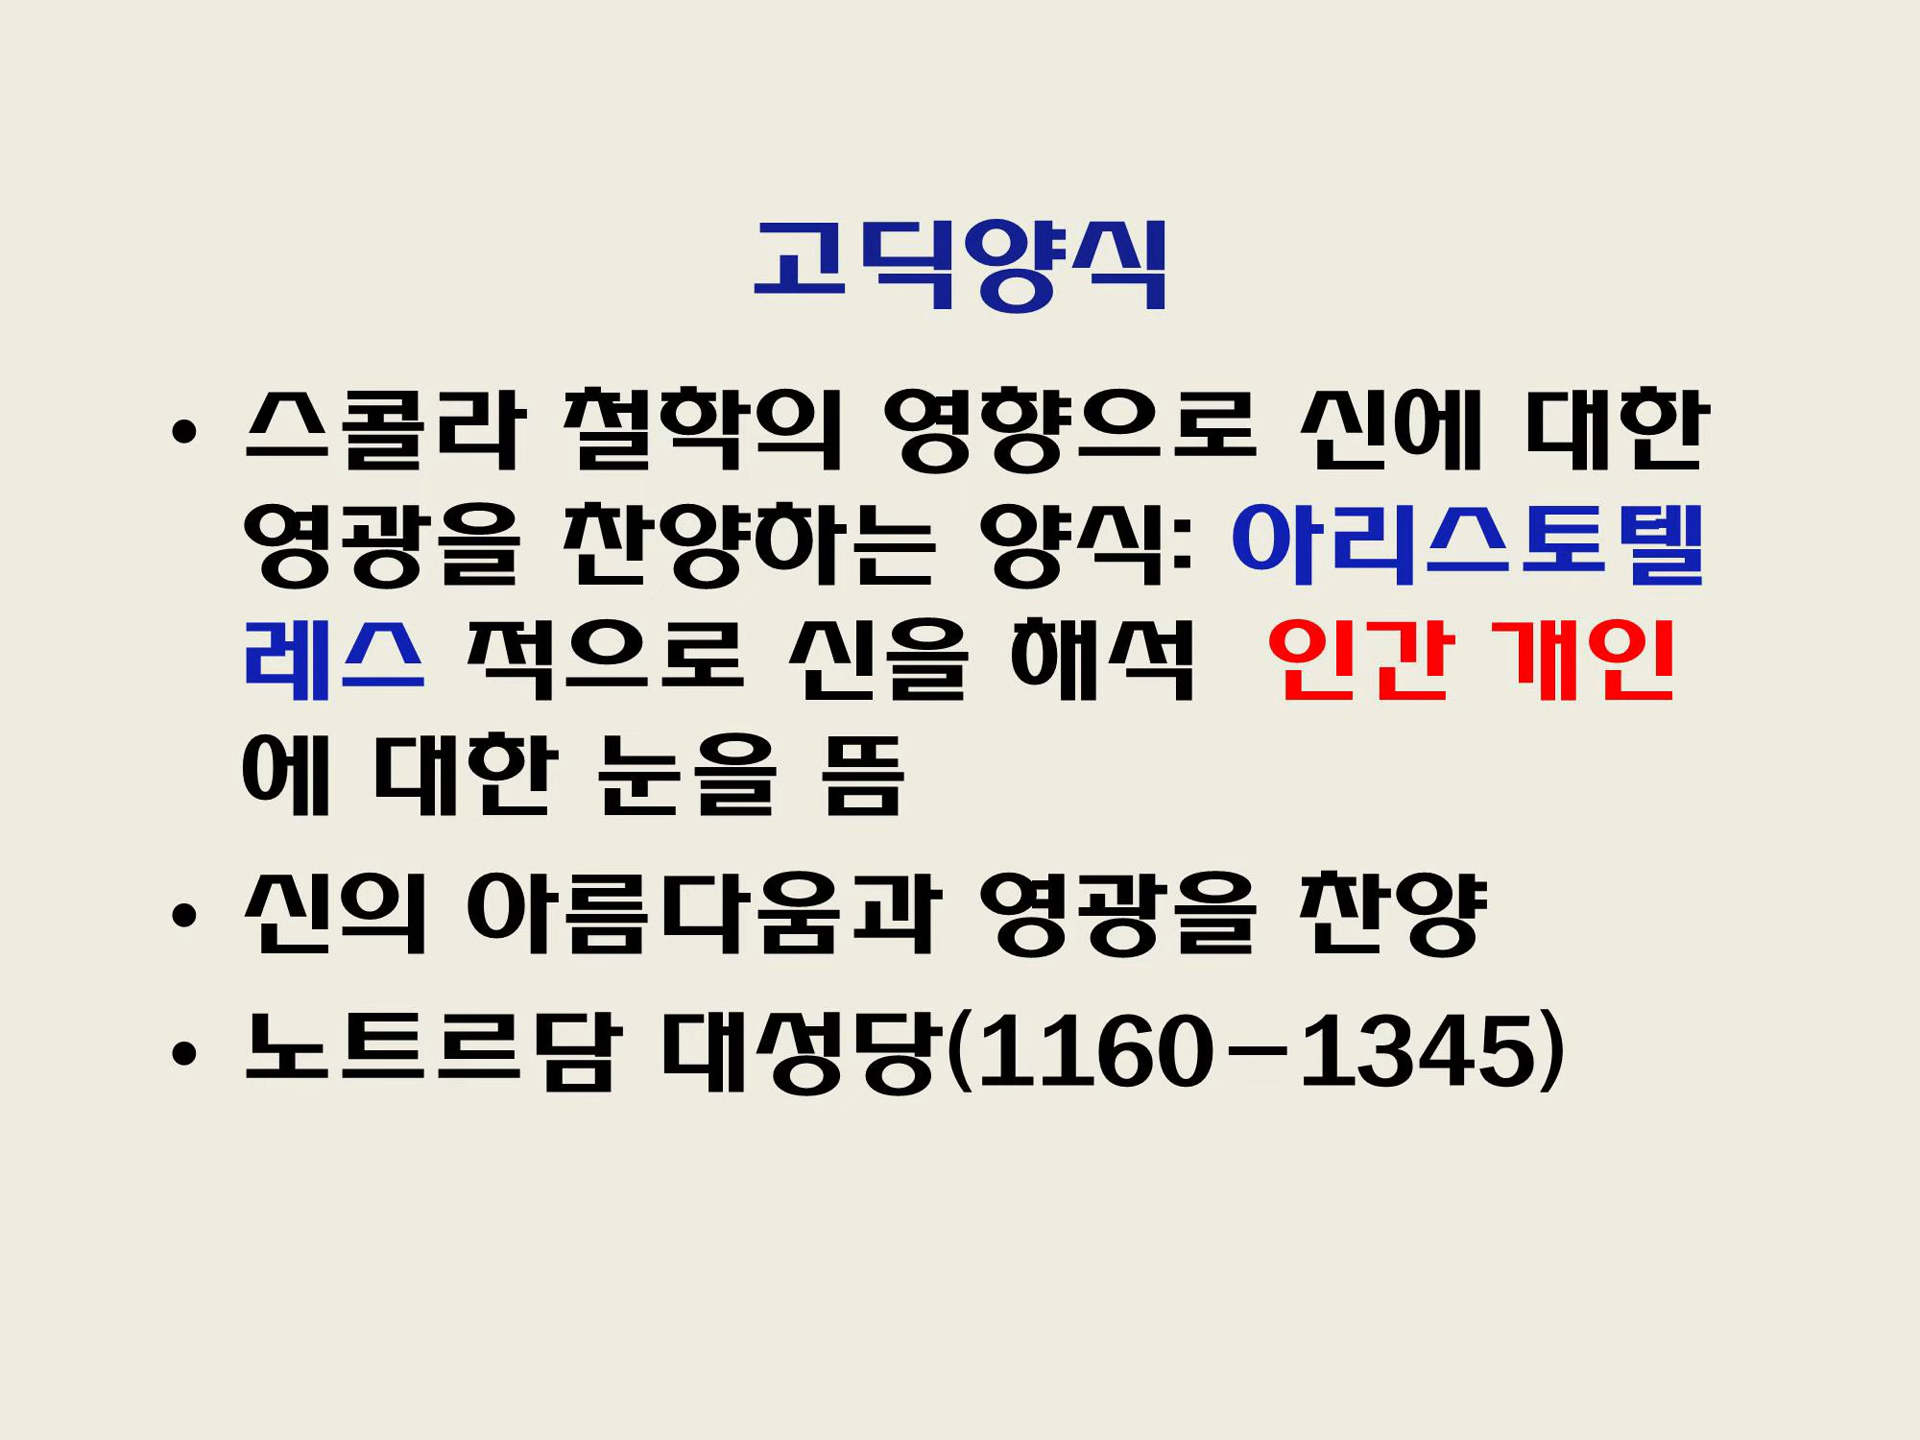 고딕양식
• 스콜라 철학의 영향으로 신에 대한
영광을 찬양하는 양식: 아리스토텔
레스 적으로 신을 해석  인간 개인
에 대한 눈을 뜸
• 신의 아름다움과 영광을 찬양
• 노트르담 대성당(1160-1345)